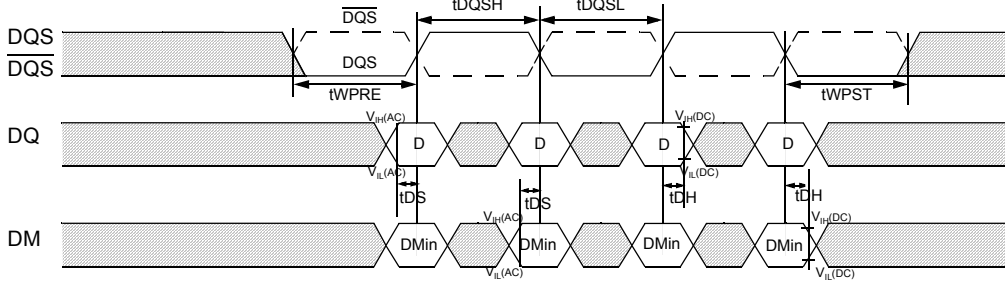 DQS tDQSH tDQSL
DQS
DQS
DQS
tWPRE
tWPST
VIH(AC)
VIH(DC)
DQ
D
D
D
D
VIL(AC)
VIL(DC)
tDS
tDS
tDH
tDH
VIH(AC)
VIH(DC)
DM
DMin
DMin
DMin
DMin
VIL(AC)
VIL(DC)